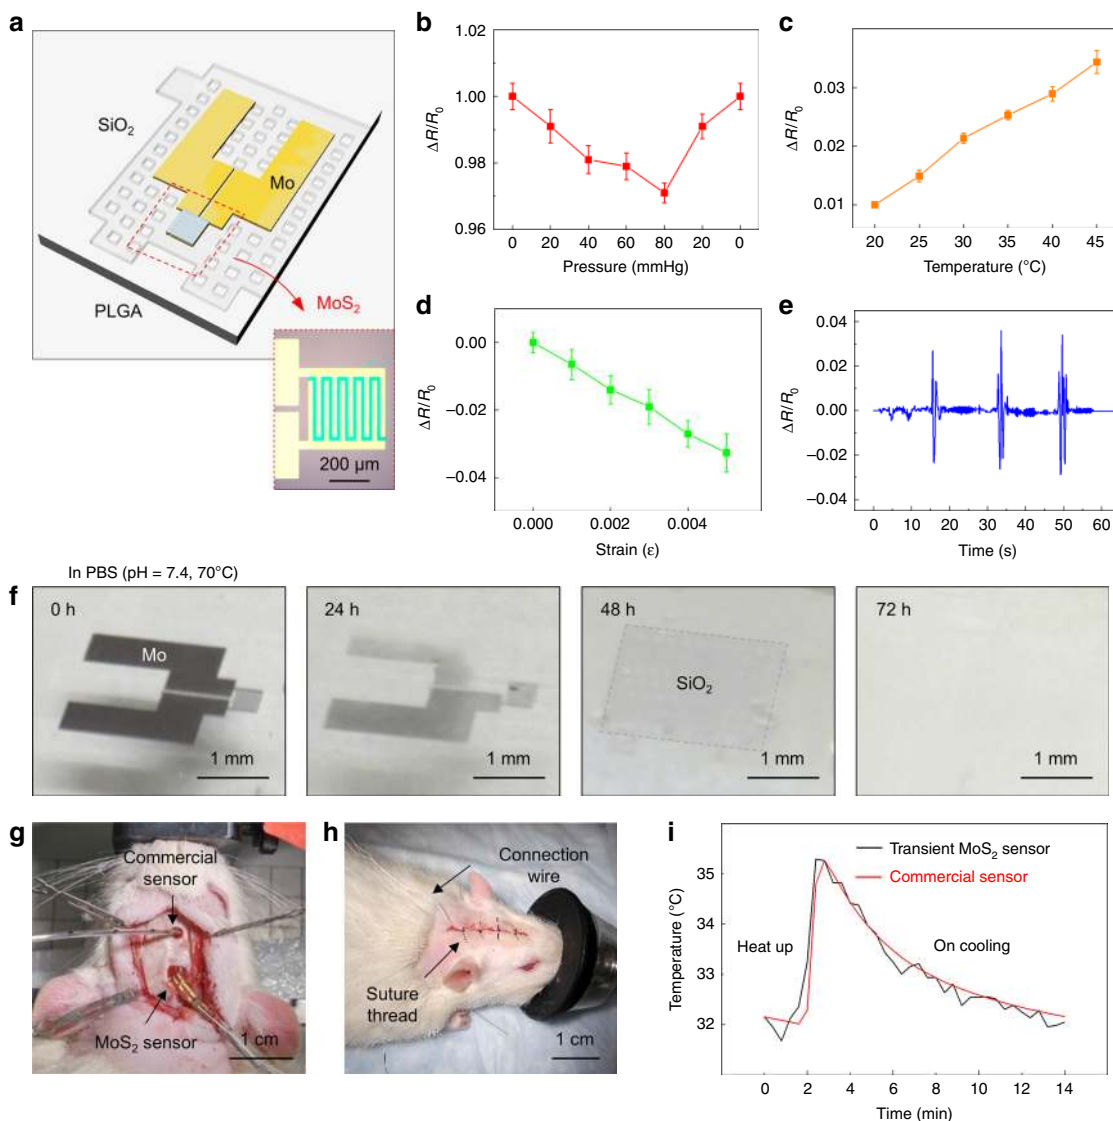 a
SiO2
Mo
MoS2
PLGA
200 μm
b
1.02
1.00
0.98
0.96
ΔR/R0
0 20 40 60 80 20 0
Pressure (mmHg)
c
0.03
0.02
0.01
ΔR/R0
20 25 30 35 40 45
Temperature (°C)
d
0.00
−0.02
−0.04
ΔR/R0
0.000 0.002 0.004
Strain (ε)
e
0.04
0.02
0.00
−0.02
−0.04
ΔR/R0
0 10 20 30 40 50 60
Time (s)
In PBS (pH = 7.4, 70°C)
f
0 h
Mo
1 mm
24 h
1 mm
48 h
SiO2
1 mm
72 h
1 mm
g
Commercial
sensor
MoS2 sensor
1 cm
h
Connection
wire
Suture
thread
1 cm
i
Transient MoS2 sensor
Commercial sensor
Heat up
On cooling
35
34
33
32
31
Temperature (°C)
0 2 4 6 8 10 12 14
Time (min)